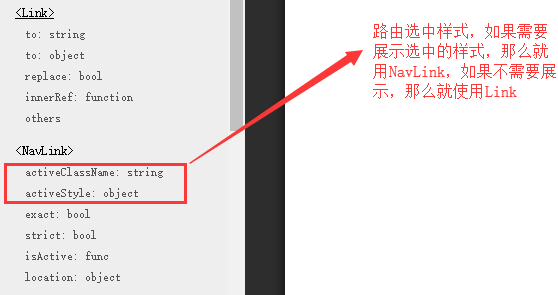 <Link>
to: string
to: object
replace: bool
innerRef: function
others
<NavLink>
activeClassName: string
activeStyle: object
exact: bool
strict: bool
isActive: func
location: object
路由选中样式，如果需要
展示选中的样式，那么就
用NavLink，如果不需要展
示，那么就使用Link